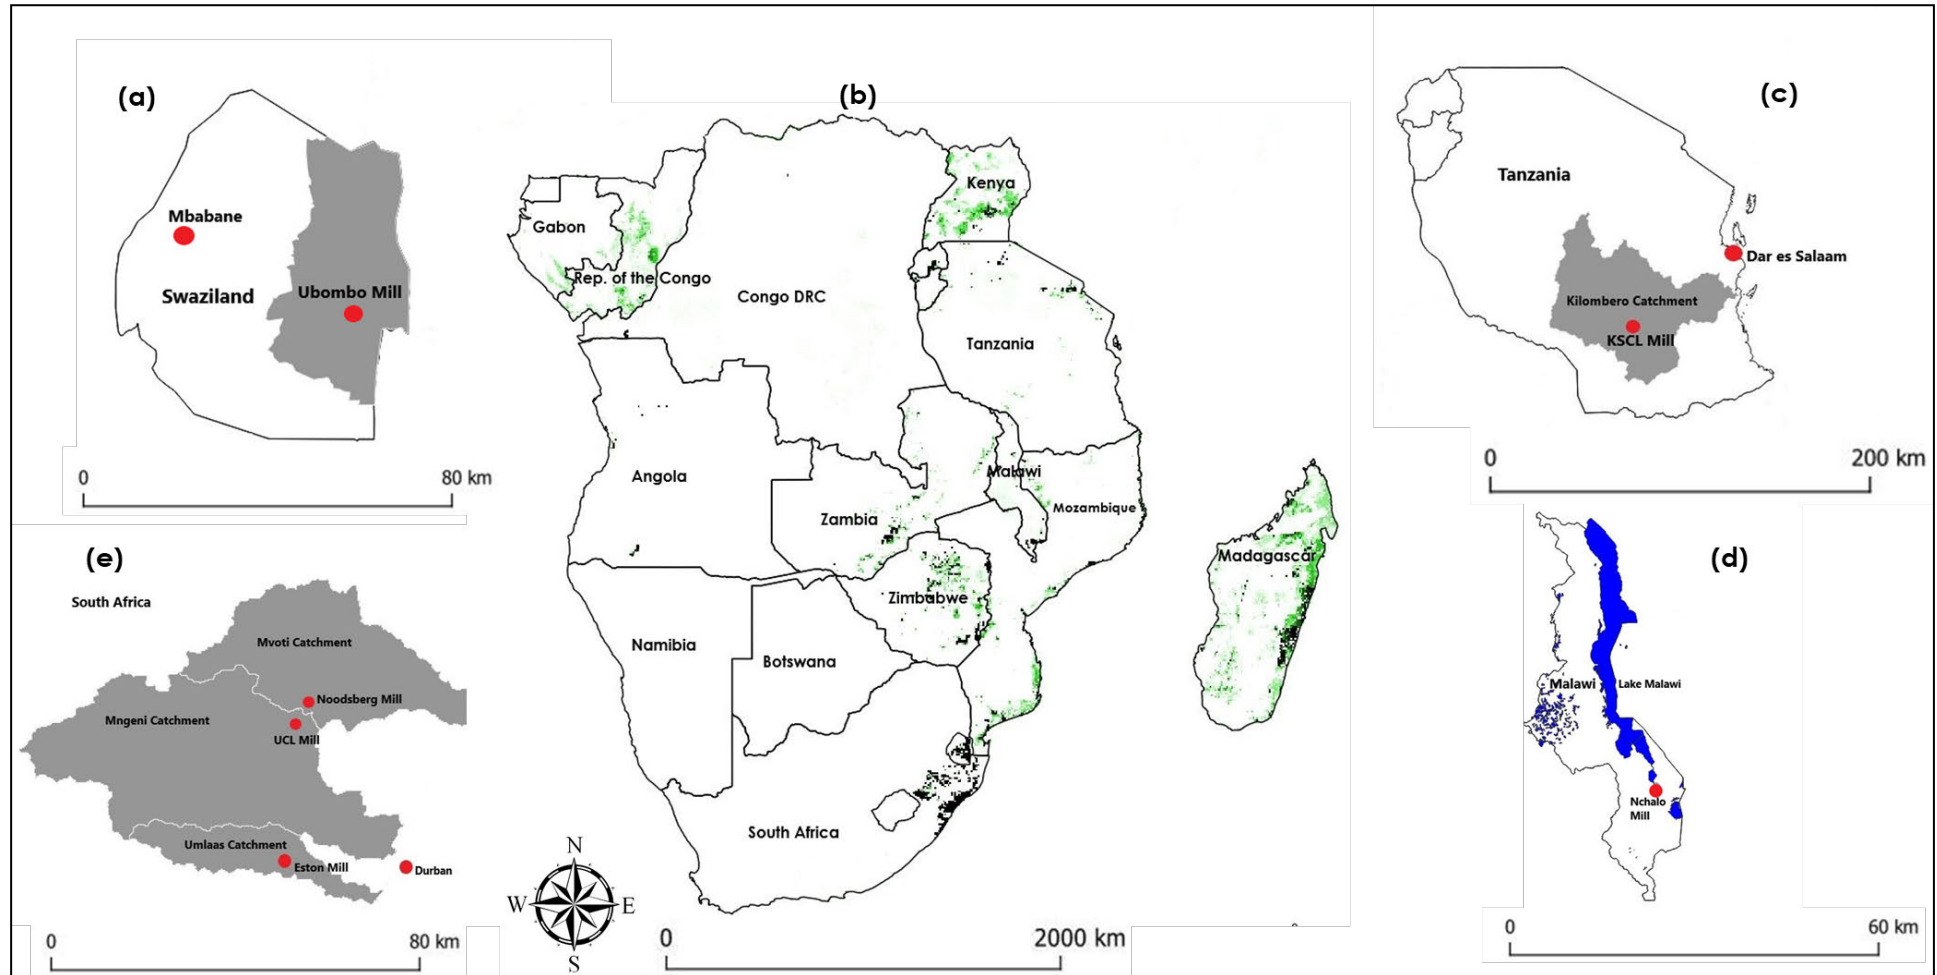 (a)
Mbabane
Swaziland
Ubombo Mill
0
80 km
(b)
Gabon
Rep. of the Congo
Congo DRC
Kenya
Tanzania
Angola
Zambia
Malawi
Mozambique
Zimbabwe
Madagascar
Namibia
Botswana
South Africa
N
W
E
S
0
2000 km
(c)
Tanzania
Dar es Salaam
Kilombero Catchment
KSCL Mill
0
200 km
(d)
Malawi
Lake Malawi
Nchalo
Mill
0
60 km
(e)
South Africa
Mvoti Catchment
Noodsberg Mill
Mngeni Catchment
UCL Mill
Umlaas Catchment
Eston Mill
Durban
0
80 km